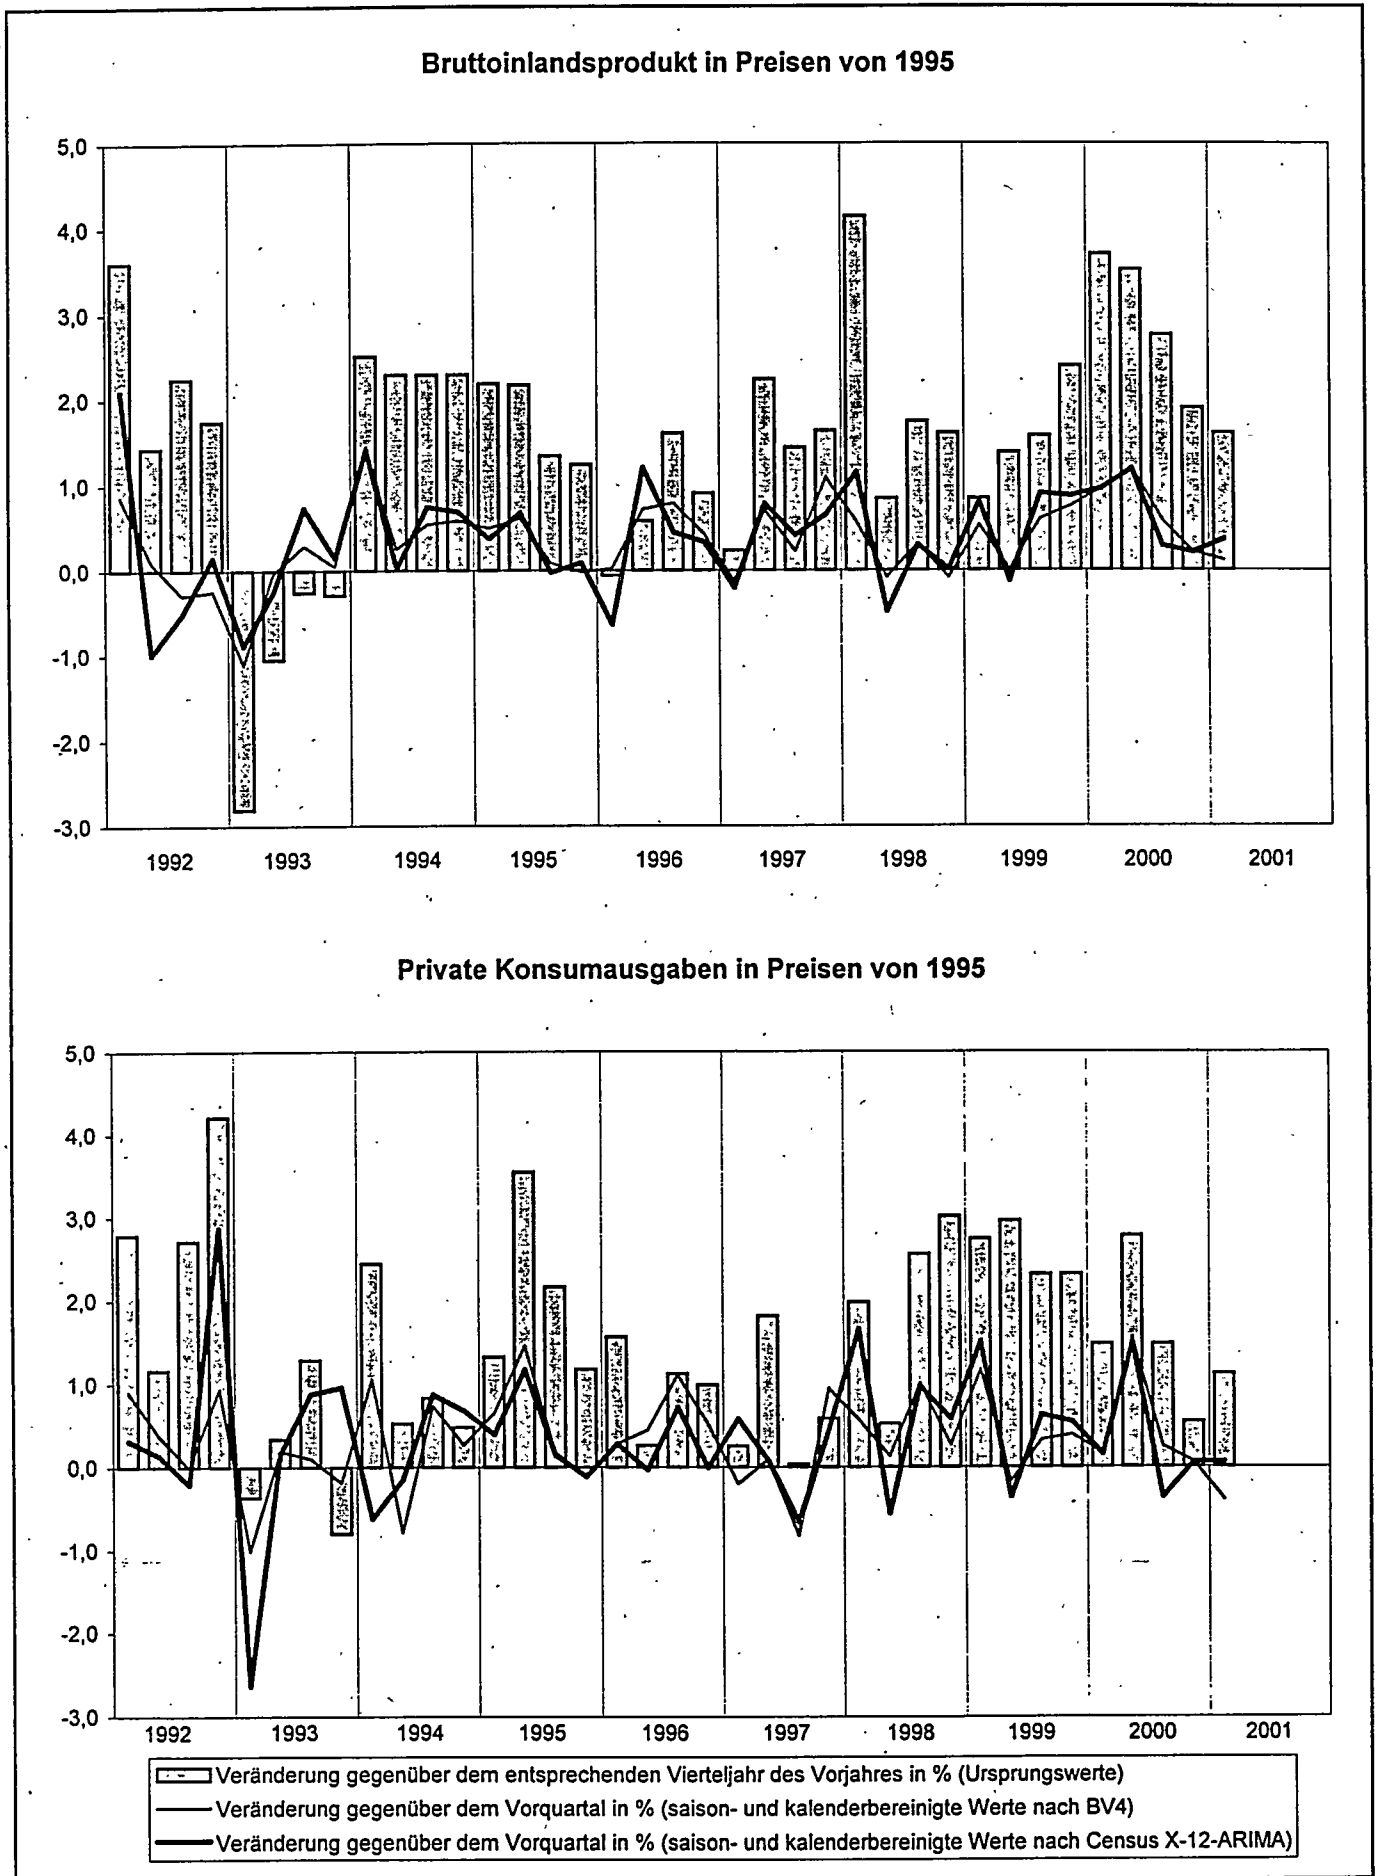 Bruttoinlandsprodukt in Preisen von 1995
5,0
4,0
3,0
2,0
1,0
0,0
-1,0
-2,0
-3,0
1992 1993 1994 1995 1996 1997 1998 1999 2000 2001
Private Konsumausgaben in Preisen von 1995
5,0
4,0
3,0
2,0
1,0
0,0
-1,0
-2,0
-3,0
1992 1993 1994 1995 1996 1997 1998 1999 2000 2001
Veränderung gegenüber dem entsprechenden Vierteljahr des Vorjahres in % (Ursprungswerte)
Veränderung gegenüber dem Vorquartal in % (saison- und kalenderbereinigte Werte nach BV4)
Veränderung gegenüber dem Vorquartal in % (saison- und kalenderbereinigte Werte nach Census X-12-ARIMA)